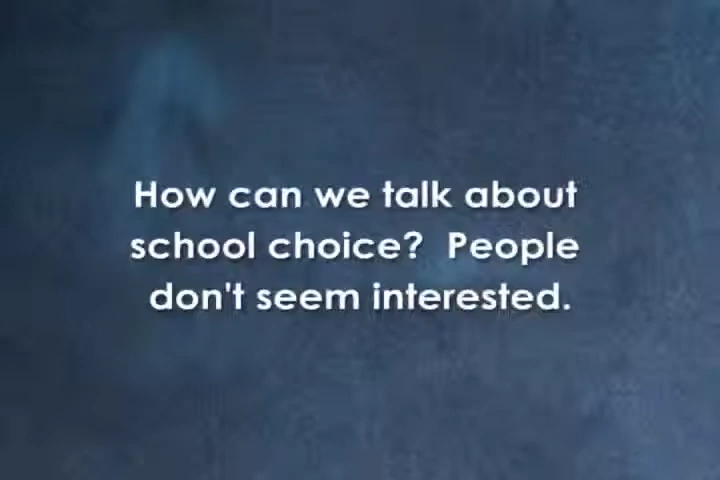 How can we talk about
school choice?  People
don't seem interested.